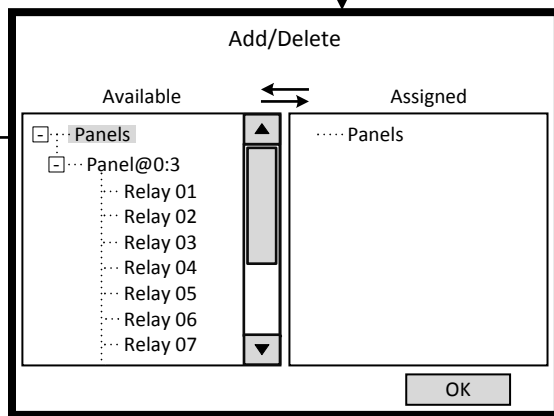 Add/Delete
Available
Assigned
Panels
Panel@0:3
Relay 01
Relay 02
Relay 03
Relay 04
Relay 05
Relay 06
Relay 07
Panels
OK